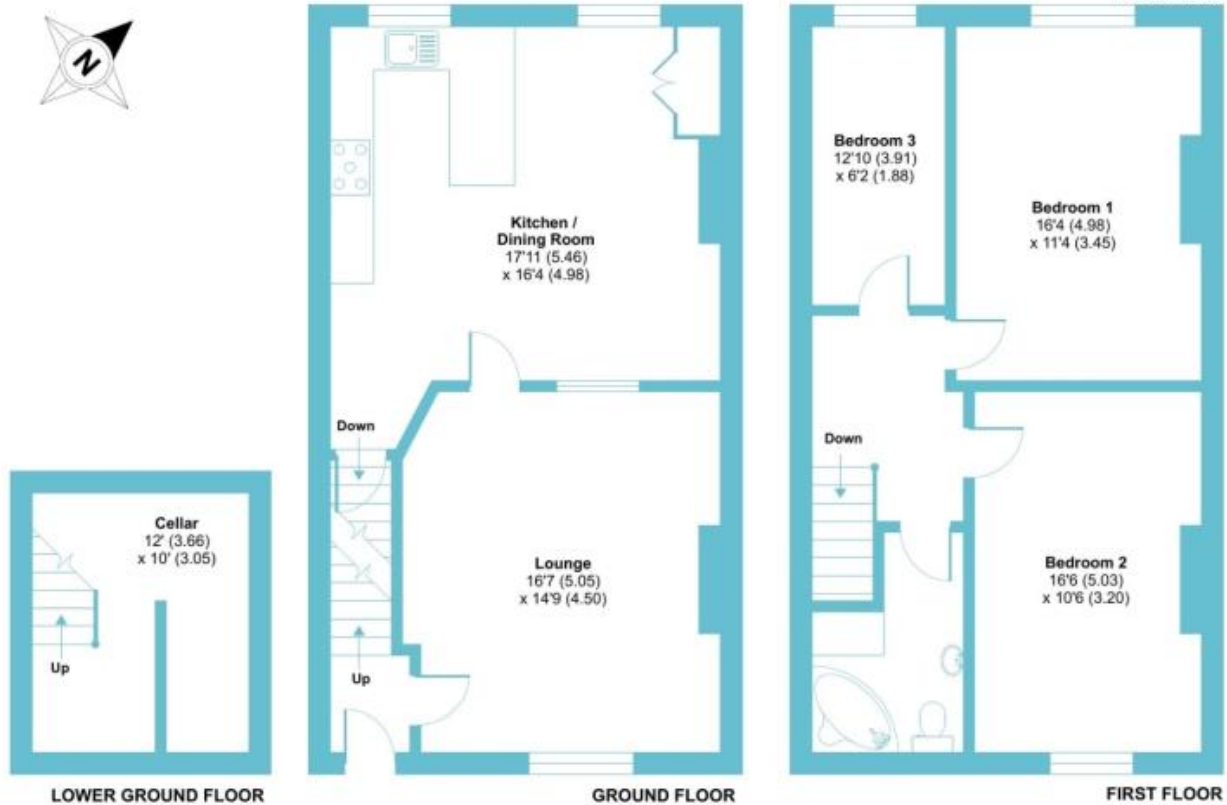 N
Kitchen /
Dining Room
17'11 (5.46)
x 16'4 (4.98)
Down
Lounge
16'7 (5.05)
x 14'9 (4.50)
Up
Cellar
12' (3.66)
x 10' (3.05)
Up
Bedroom 3
12'10 (3.91)
x 6'2 (1.88)
Bedroom 1
16'4 (4.98)
x 11'4 (3.45)
Down
Bedroom 2
16'6 (5.03)
x 10'6 (3.20)
LOWER GROUND FLOOR
GROUND FLOOR
FIRST FLOOR